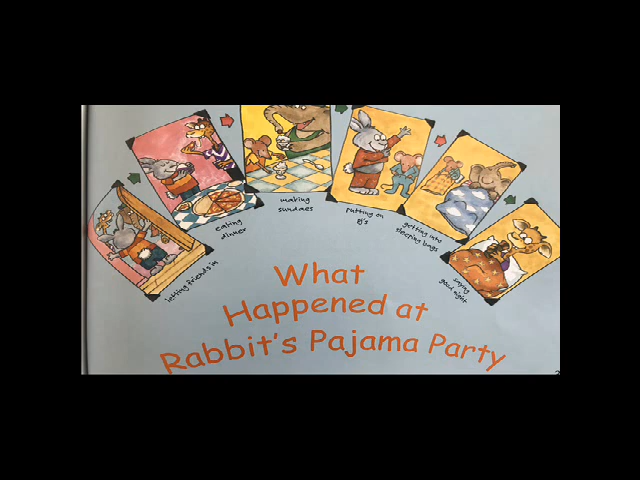 letting friends in
eating
dinner
making
sundaes
putting on
PJ's
getting into
sleeping bags
saying
good night
What
Happened at
Rabbit's Pajama Party